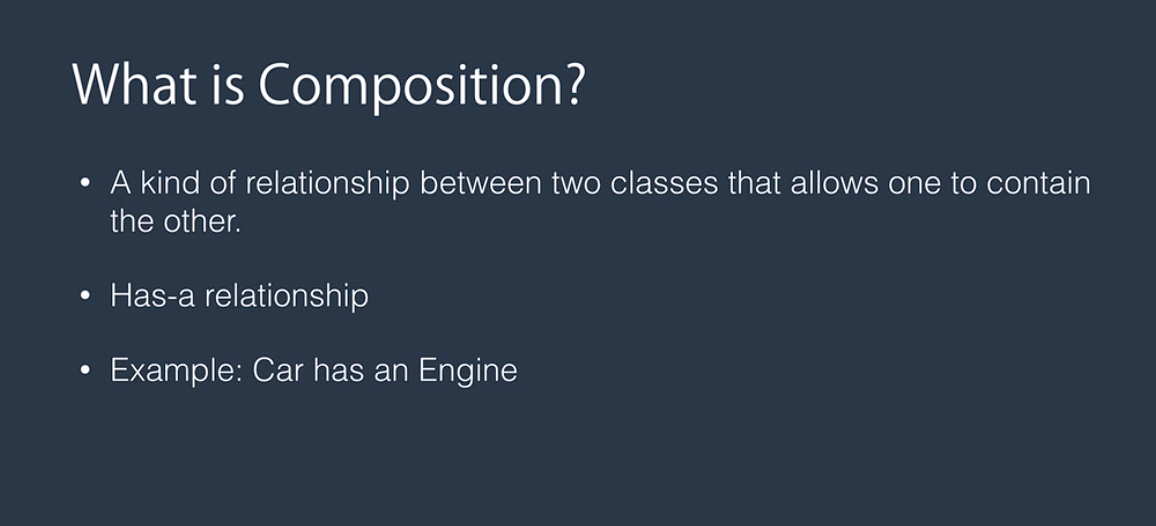 What is Composition?
• A kind of relationship between two classes that allows one to contain
the other.
• Has-a relationship
• Example: Car has an Engine